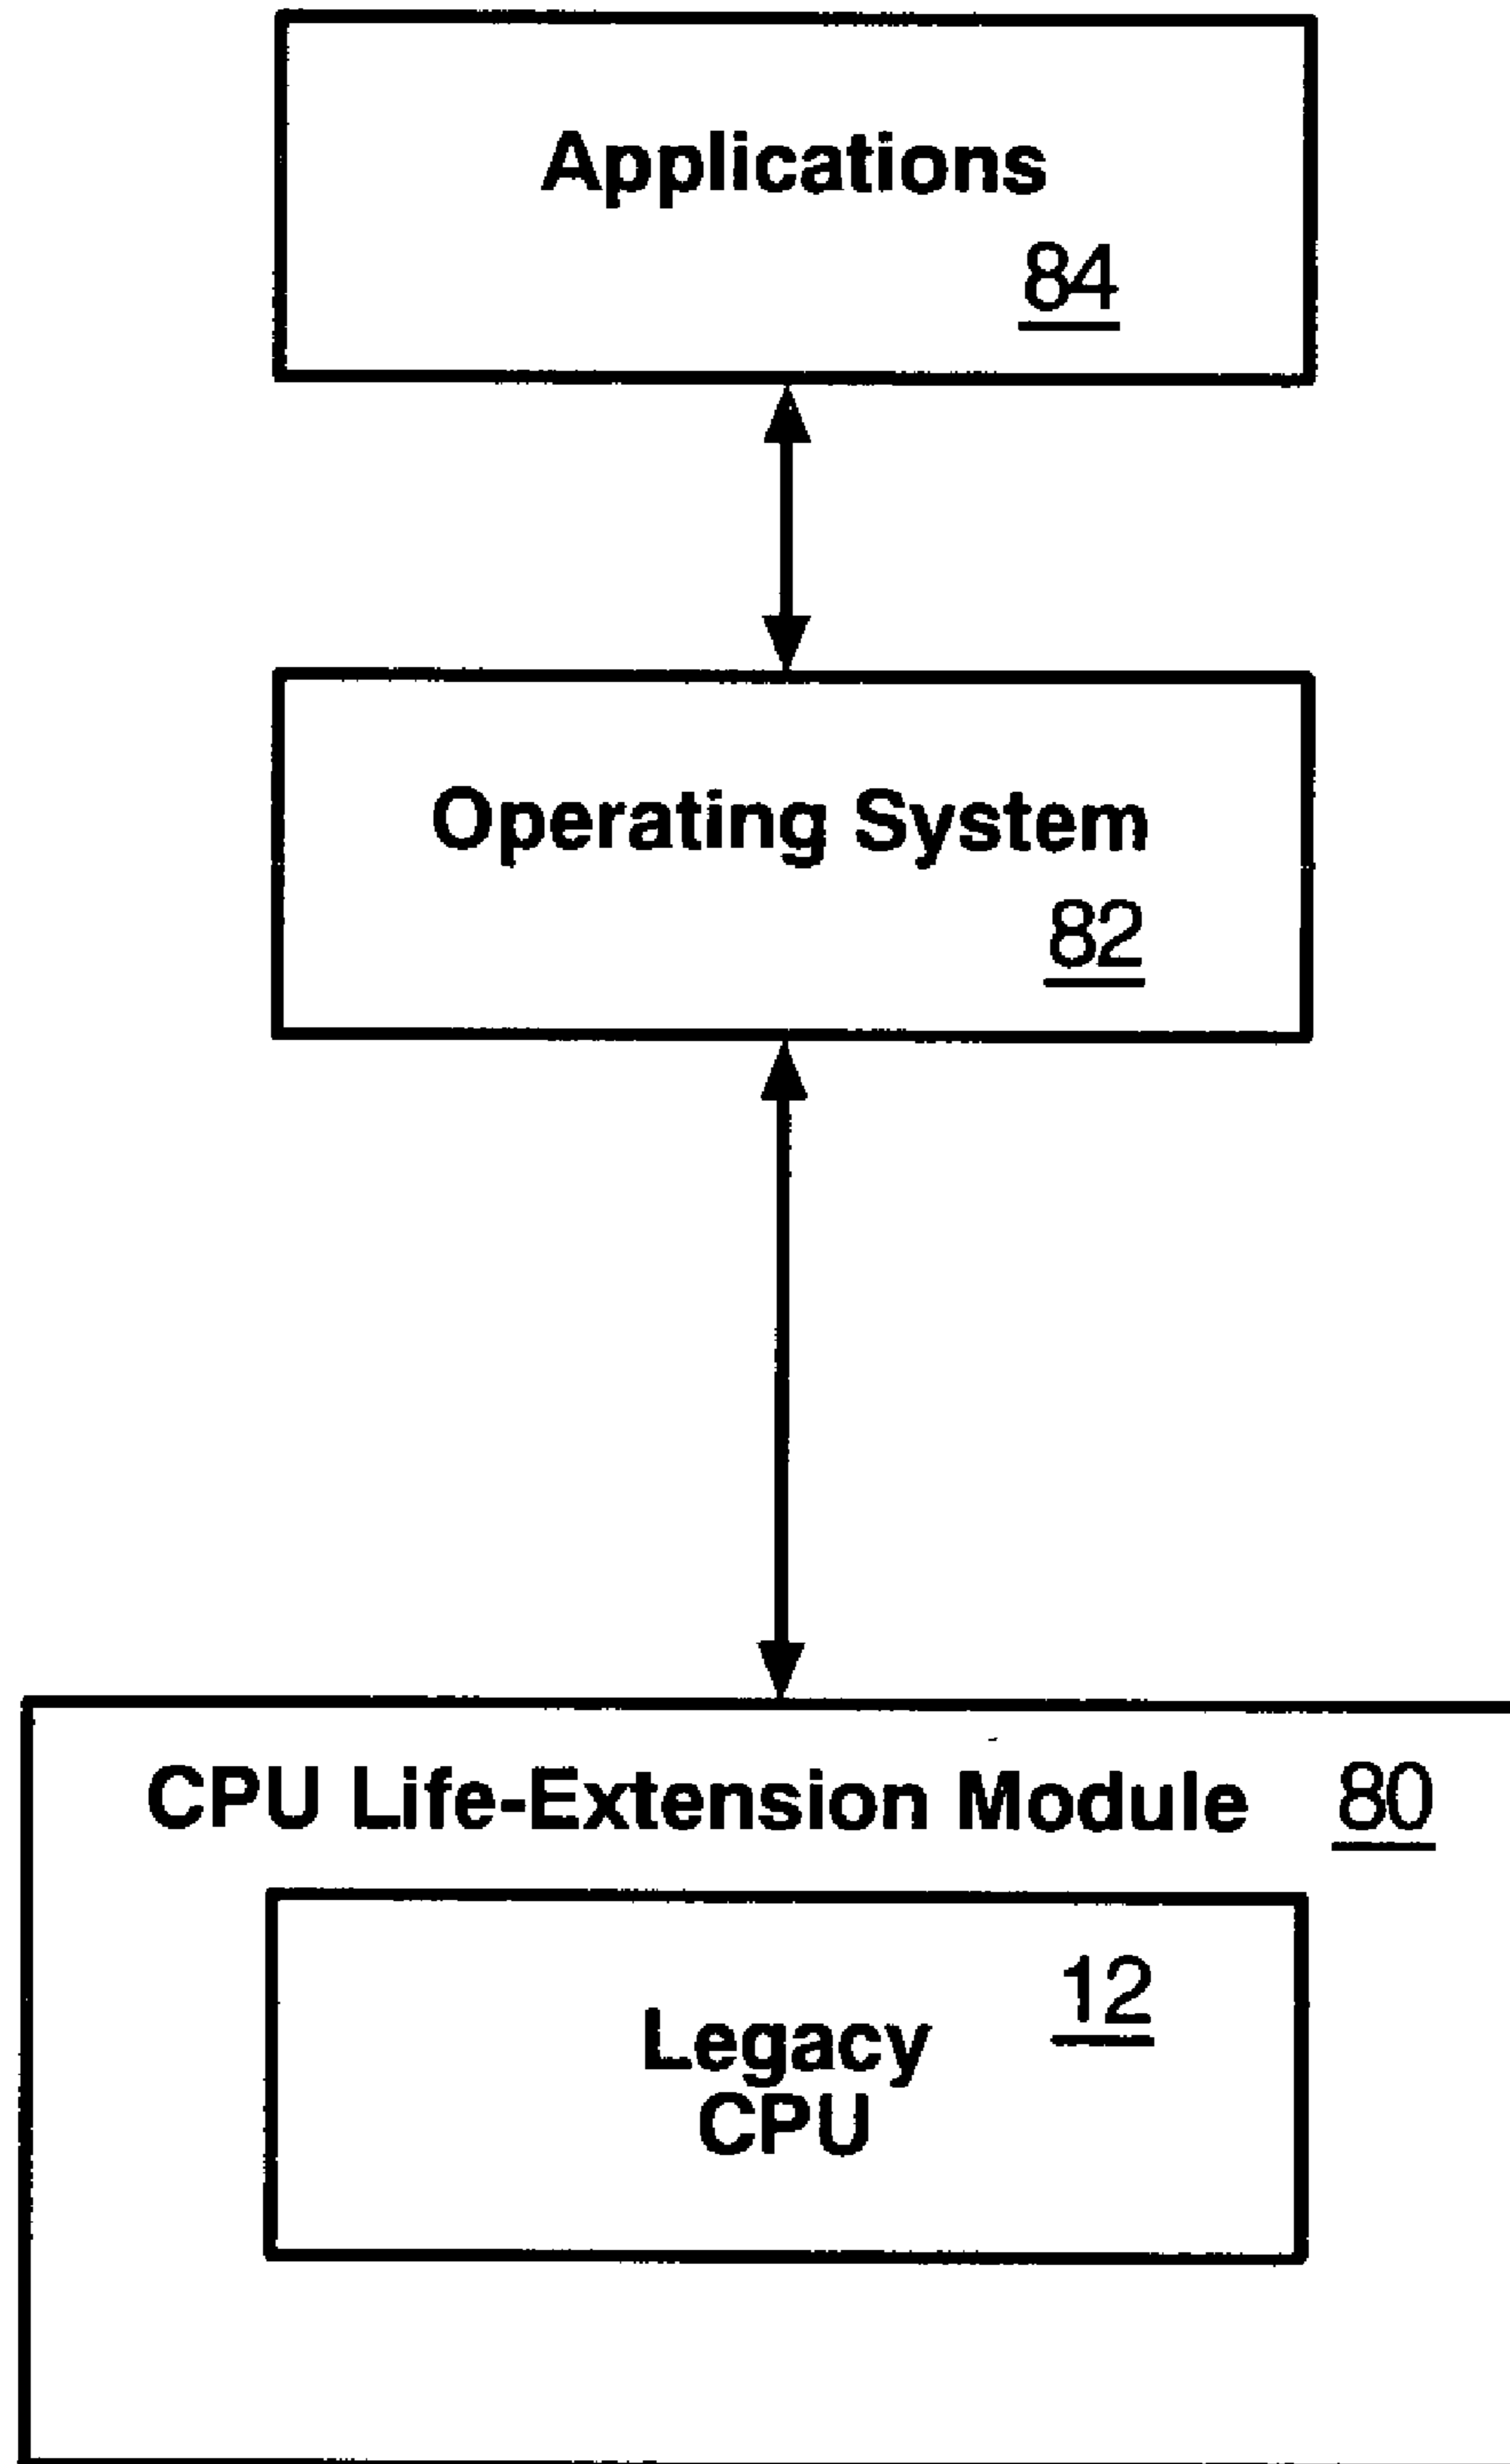 Applications
84
Operating System
82
CPU Life-Extension Module 80
12
Legacy
CPU